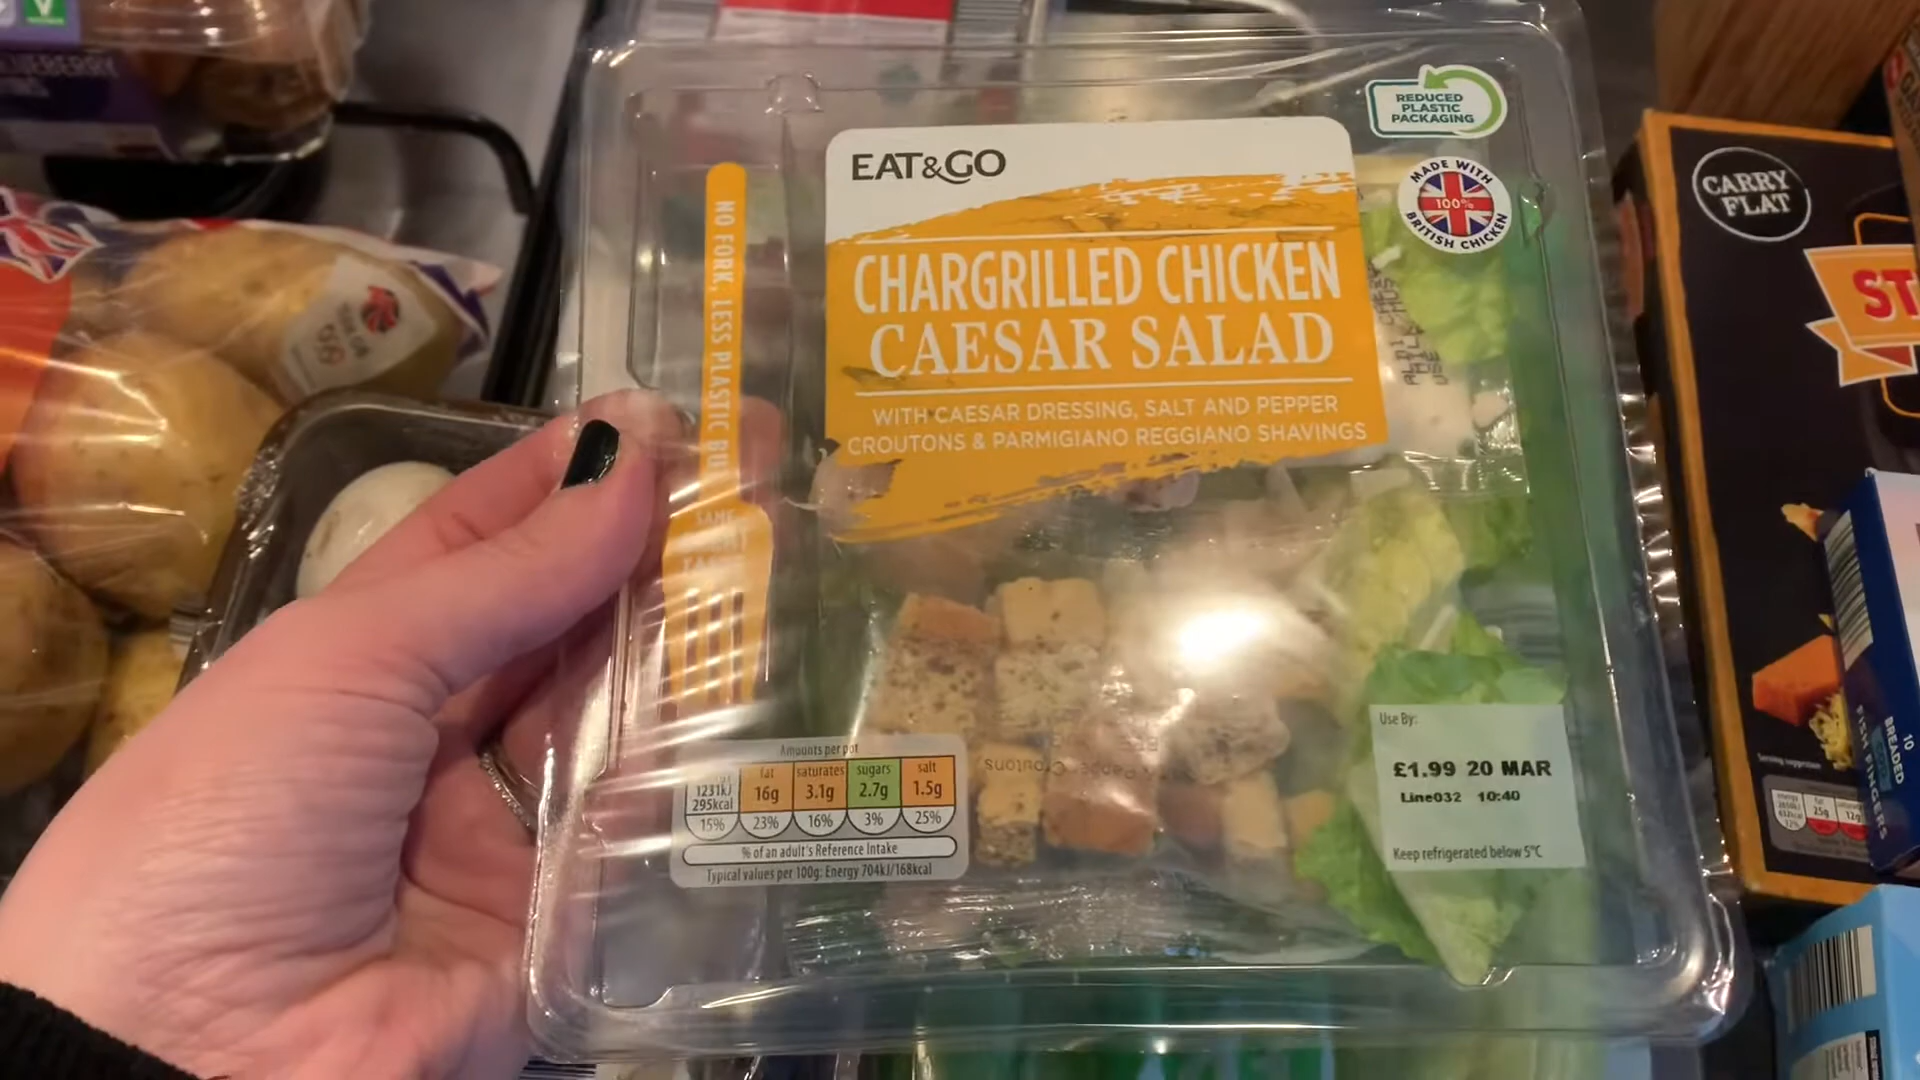 EAT&GO
CHARGRILLED CHICKEN
CAESAR SALAD
WITH CAESAR DRESSING, SALT AND PEPPER
CROUTONS & PARMIGIANO REGGIANO SHAVINGS
NO FORK, LESS PLASTIC
REDUCED
PLASTIC
PACKAGING
MADE WITH
100%
BRITISH CHICKEN
Amounts per pot
fat saturates sugars salt
1231kJ
295kcal 16g 3.1g 2.7g 1.5g
15% 23% 16% 3% 25%
% of an adult's Reference Intake
Typical values per 100g: Energy 704kJ/168kcal
Use By:
£1.99 20 MAR
Line032 10:40
Keep refrigerated below 5°C
Croutons
CARRY
FLAT
ST
10
BREADED
FISH FINGERS
Serving suggestion